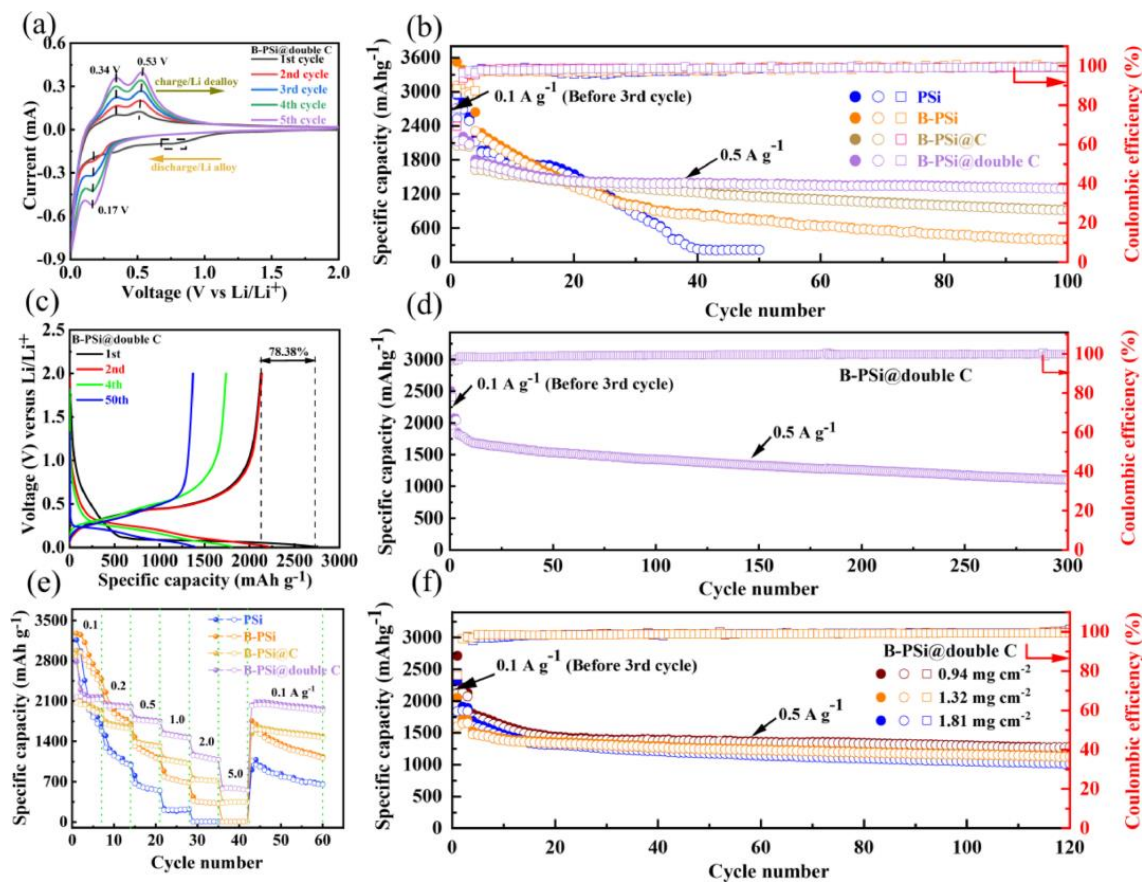 (a)
B-PSi@double C
1st cycle
2nd cycle
3rd cycle
4th cycle
5th cycle
0.34 V
0.53 V
charge/Li dealloy
discharge/Li alloy
0.17 V
0.6
0.3
0.0
-0.3
-0.6
-0.9
Current (mA)
0.0 0.5 1.0 1.5 2.0
Voltage (V vs Li/Li+)
(b)
3600
3000
2400
1800
1200
600
0
Specific capacity (mAhg-1)
0.1 A g-1 (Before 3rd cycle)
0.5 A g-1
PSi
B-PSi
B-PSi@C
B-PSi@double C
100
80
60
40
20
0
Coulombic efficiency (%)
0 20 40 60 80 100
Cycle number
(c)
B-PSi@double C
1st
2nd
4th
50th
78.38%
2.5
2.0
1.5
1.0
0.5
0.0
Voltage (V) versus Li/Li+
0 500 1000 1500 2000 2500 3000
Specific capacity (mAh g-1)
(d)
3000
2500
2000
1500
1000
500
0
Specific capacity (mAhg-1)
0.1 A g-1 (Before 3rd cycle)
B-PSi@double C
0.5 A g-1
100
80
60
40
20
0
Coulombic efficiency (%)
0 50 100 150 200 250 300
Cycle number
(e)
3500
2800
2100
1400
700
0
Specific capacity (mAh g-1)
PSi
B-PSi
B-PSi@C
B-PSi@double C
0.1
0.2
0.5
1.0
2.0
5.0
0.1 A g-1
0 10 20 30 40 50 60
Cycle number
(f)
3000
2500
2000
1500
1000
500
0
Specific capacity (mAhg-1)
0.1 A g-1 (Before 3rd cycle)
0.5 A g-1
B-PSi@double C
0.94 mg cm-2
1.32 mg cm-2
1.81 mg cm-2
100
80
60
40
20
0
Coulombic efficiency (%)
0 20 40 60 80 100 120
Cycle number